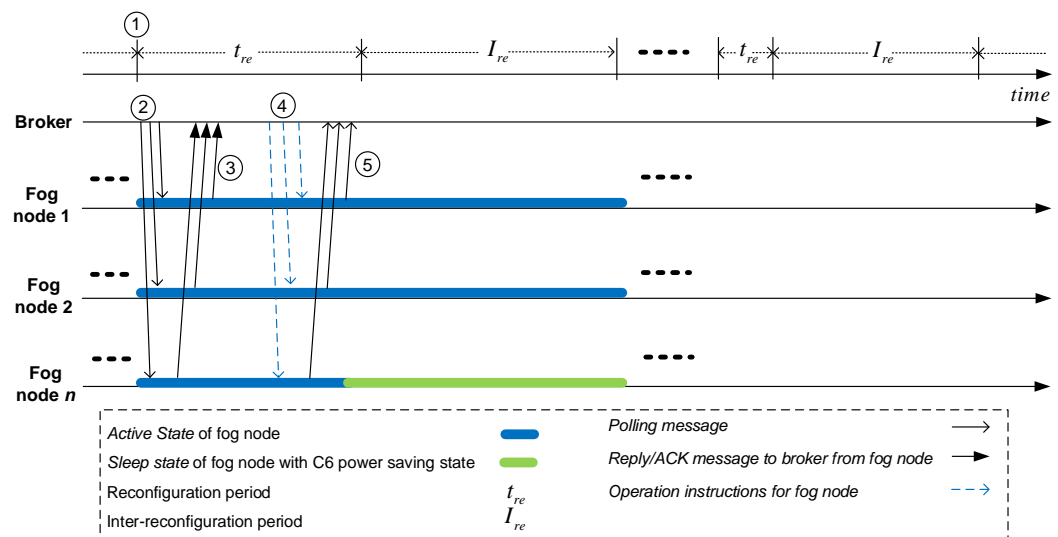 1
t_re
I_re
t_re
I_re
time
Broker
2
3
4
5
Fog
node 1
Fog
node 2
Fog
node n
Active State of fog node
Sleep state of fog node with C6 power saving state
Reconfiguration period
t_re
Inter-reconfiguration period
I_re
Polling message
Reply/ACK message to broker from fog node
Operation instructions for fog node